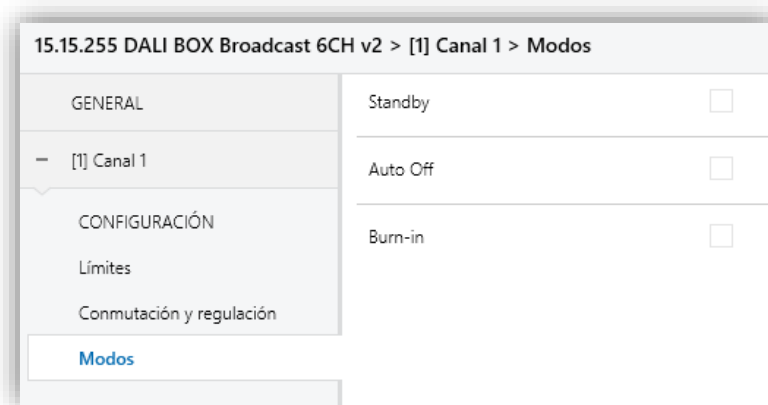 15.15.255 DALI BOX Broadcast 6CH v2 > [1] Canal 1 > Modos
GENERAL
− [1] Canal 1
CONFIGURACIÓN
Límites
Conmutación y regulación
Modos
Standby
Auto Off
Burn-in